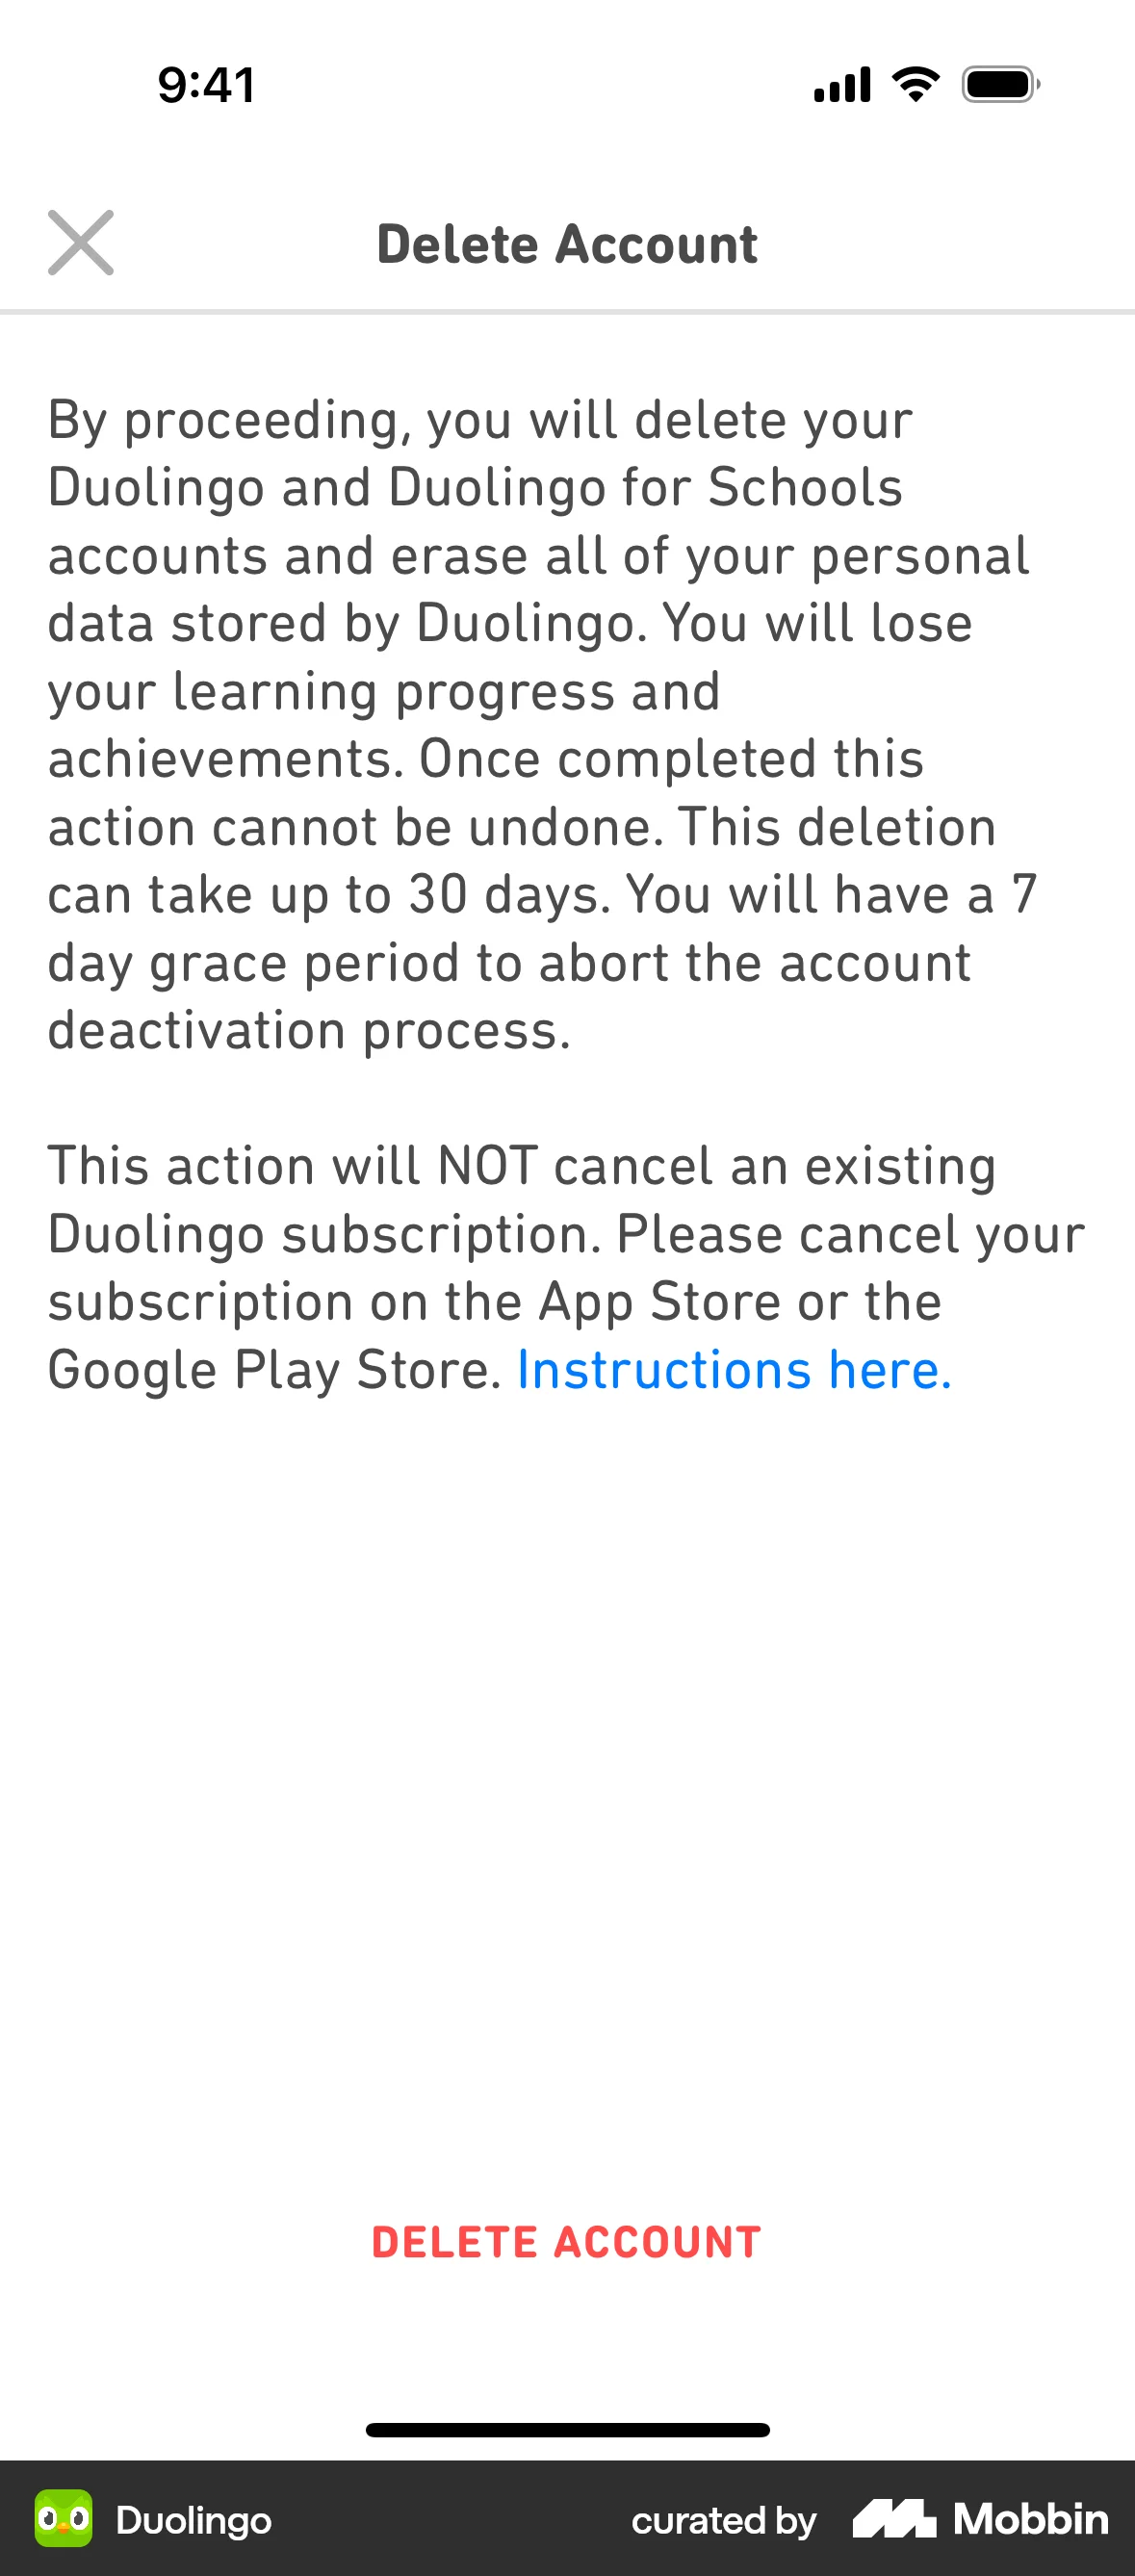 9:41
Delete Account
By proceeding, you will delete your
Duolingo and Duolingo for Schools
accounts and erase all of your personal
data stored by Duolingo. You will lose
your learning progress and
achievements. Once completed this
action cannot be undone. This deletion
can take up to 30 days. You will have a 7
day grace period to abort the account
deactivation process.
This action will NOT cancel an existing
Duolingo subscription. Please cancel your
subscription on the App Store or the
Google Play Store. Instructions here.
DELETE ACCOUNT
Duolingo curated by Mobbin